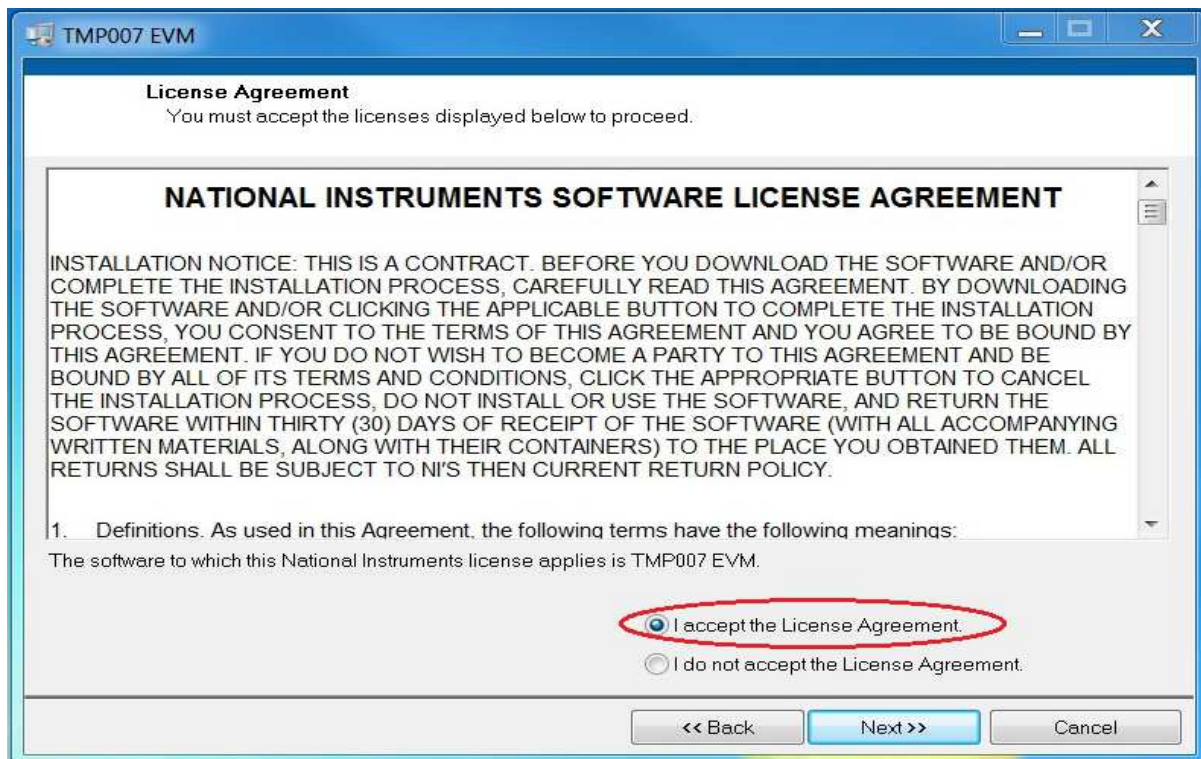 TMP007 EVM
License Agreement
You must accept the licenses displayed below to proceed.
NATIONAL INSTRUMENTS SOFTWARE LICENSE AGREEMENT
INSTALLATION NOTICE: THIS IS A CONTRACT. BEFORE YOU DOWNLOAD THE SOFTWARE AND/OR
COMPLETE THE INSTALLATION PROCESS, CAREFULLY READ THIS AGREEMENT. BY DOWNLOADING
THE SOFTWARE AND/OR CLICKING THE APPLICABLE BUTTON TO COMPLETE THE INSTALLATION
PROCESS, YOU CONSENT TO THE TERMS OF THIS AGREEMENT AND YOU AGREE TO BE BOUND BY
THIS AGREEMENT. IF YOU DO NOT WISH TO BECOME A PARTY TO THIS AGREEMENT AND BE
BOUND BY ALL OF ITS TERMS AND CONDITIONS, CLICK THE APPROPRIATE BUTTON TO CANCEL
THE INSTALLATION PROCESS, DO NOT INSTALL OR USE THE SOFTWARE, AND RETURN THE
SOFTWARE WITHIN THIRTY (30) DAYS OF RECEIPT OF THE SOFTWARE (WITH ALL ACCOMPANYING
WRITTEN MATERIALS, ALONG WITH THEIR CONTAINERS) TO THE PLACE YOU OBTAINED THEM. ALL
RETURNS SHALL BE SUBJECT TO NI'S THEN CURRENT RETURN POLICY.
1. Definitions. As used in this Agreement, the following terms have the following meanings:
The software to which this National Instruments license applies is TMP007 EVM.
I accept the License Agreement.
I do not accept the License Agreement.
<< Back Next >> Cancel